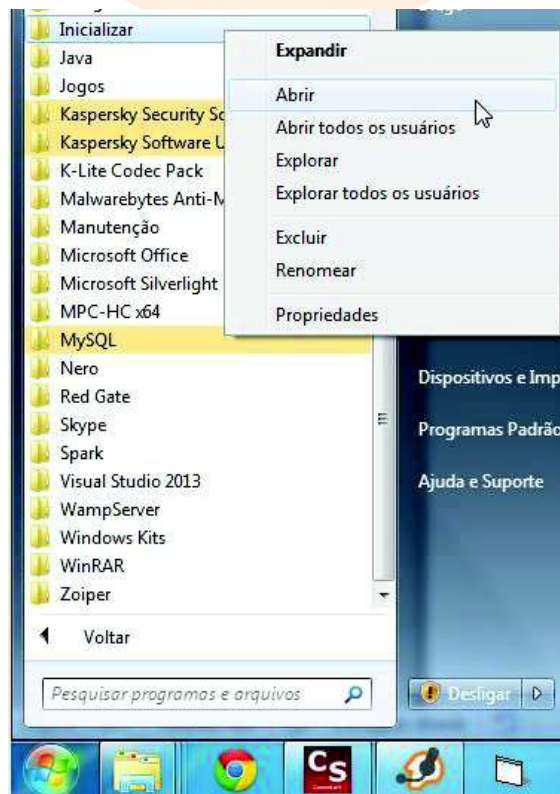 Inicializar
Java
Jogos
Kaspersky Security Sc
Kaspersky Software U
K-Lite Codec Pack
Malwarebytes Anti-M
Manutenção
Microsoft Office
Microsoft Silverlight
MPC-HC x64
MySQL
Nero
Red Gate
Skype
Spark
Visual Studio 2013
WampServer
Windows Kits
WinRAR
Zoiper
Voltar
Pesquisar programas e arquivos
Expandir
Abrir
Abrir todos os usuários
Explorar
Explorar todos os usuários
Excluir
Renomear
Propriedades
Dispositivos e Imp
Programas Padrão
Ajuda e Suporte
Desligar
CS